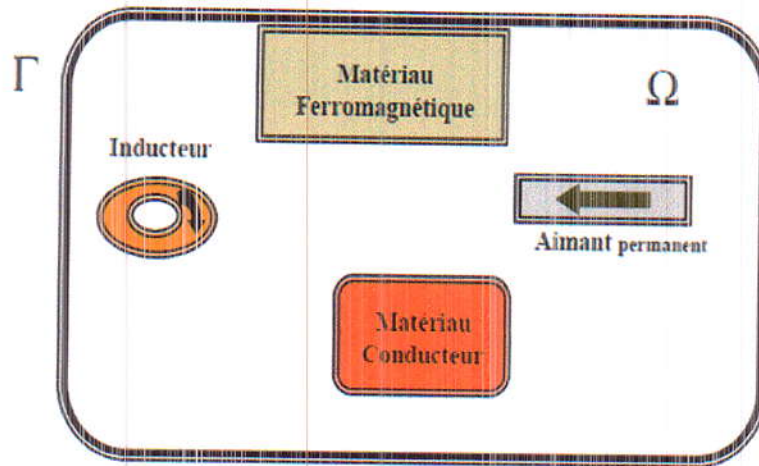 Γ
Matériau
Ferromagnétique
Ω
Inducteur
Aimant permanent
Matériau
Conducteur